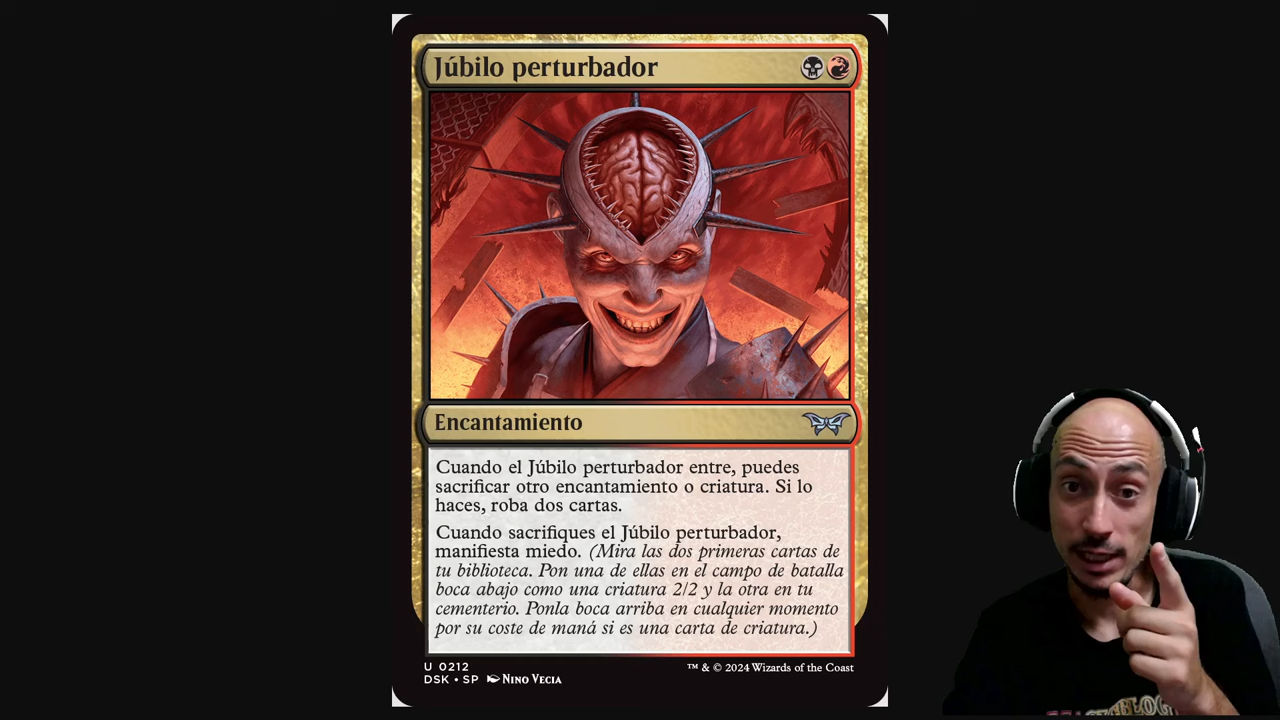 Júbilo perturbador
Encantamiento
Cuando el Júbilo perturbador entre, puedes
sacrificar otro encantamiento o criatura. Si lo
haces, roba dos cartas.
Cuando sacrifiques el Júbilo perturbador,
manifiesta miedo. (Mira las dos primeras cartas de
tu biblioteca. Pon una de ellas en el campo de batalla
boca abajo como una criatura 2/2 y la otra en tu
cementerio. Ponla boca arriba en cualquier momento
por su coste de maná si es una carta de criatura.)
U 0212
DSK • SP NINO VECIA
™ & © 2024 Wizards of the Coast